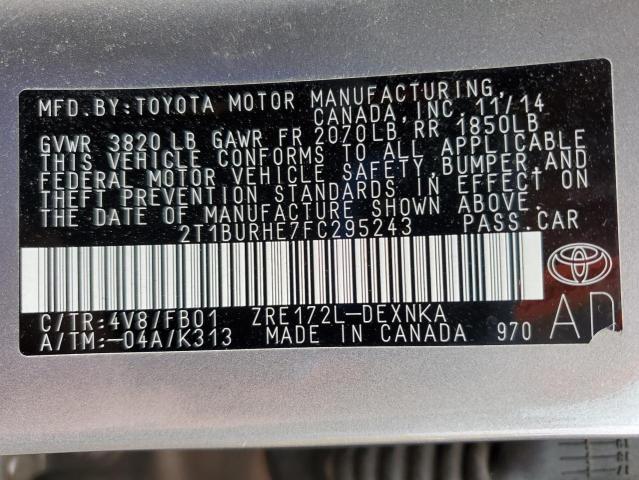 MFD.BY:TOYOTA MOTOR MANUFACTURING,
CANADA,INC.11/14
GVWR 3820LB GAWR FR 2070LB RR 1850LB
THIS VEHICLE CONFORMS TO ALL APPLICABLE
FEDERAL MOTOR VEHICLE SAFETY,BUMPER,AND
THEFT PREVENTION STANDARDS IN EFFECT ON
THE DATE OF MANUFACTURE SHOWN ABOVE.
2T1BURHE7FC295243 PASS.CAR
C/TR:4V8/FB01 ZRE172L-DEXNKA
A/TM:-04A/K313 MADE IN CANADA 970
AD